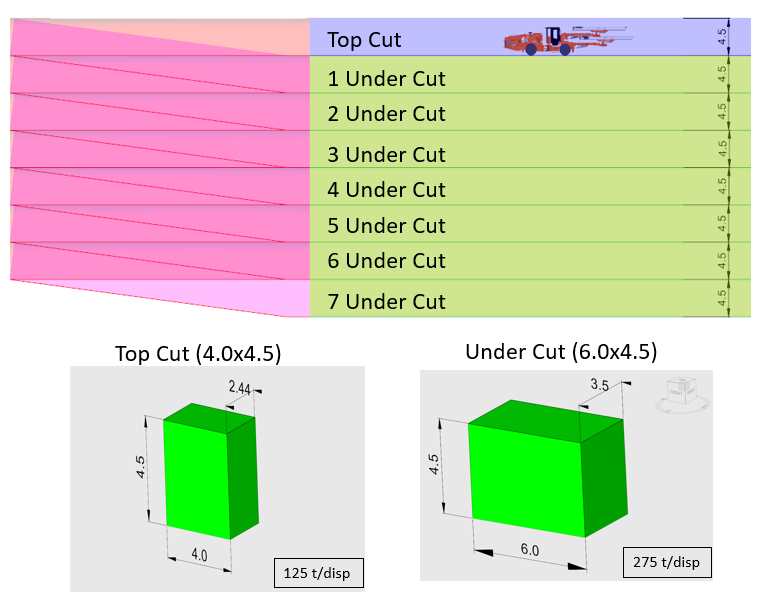 Top Cut
4.5
1 Under Cut
4.5
2 Under Cut
4.5
3 Under Cut
4.5
4 Under Cut
4.5
5 Under Cut
4.5
6 Under Cut
4.5
7 Under Cut
4.5
Top Cut (4.0x4.5)
2.44
4.5
4.0
125 t/disp
Under Cut (6.0x4.5)
3.5
4.5
6.0
275 t/disp